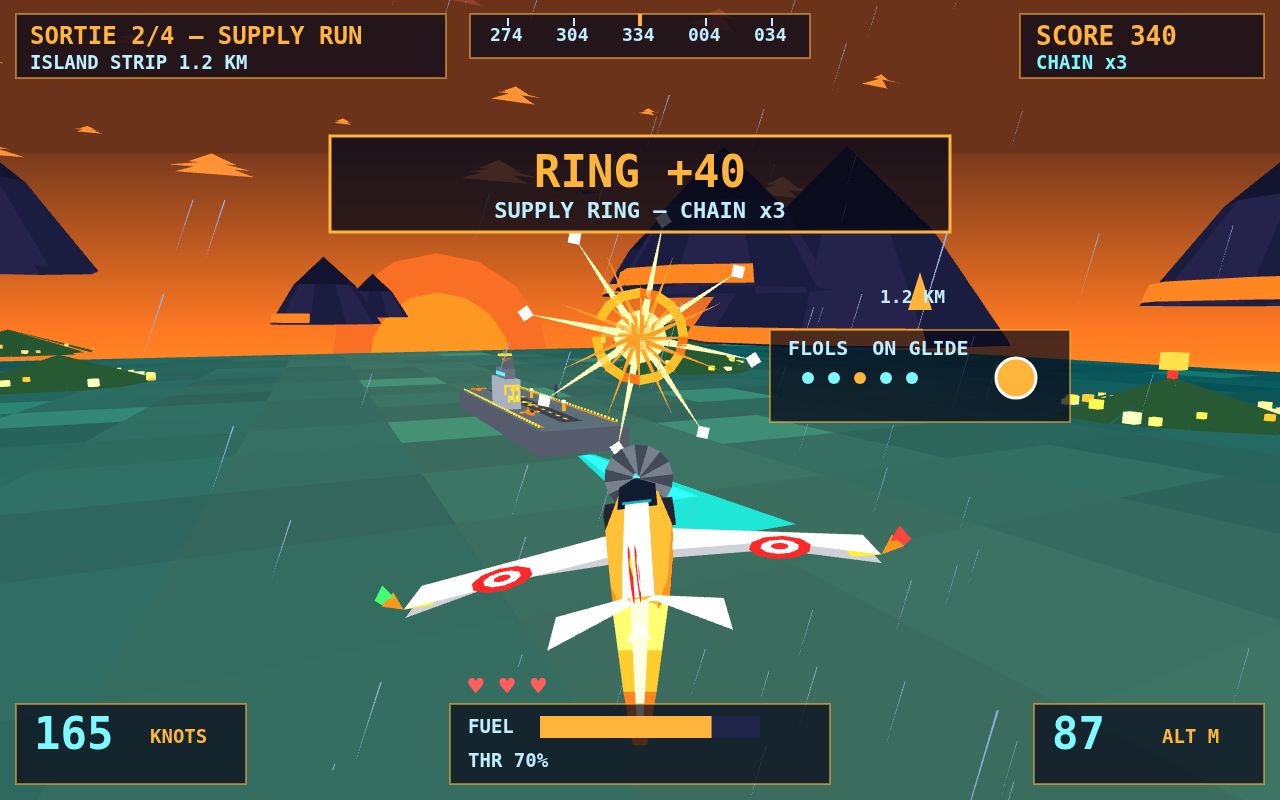 SORTIE 2/4 — SUPPLY RUN
ISLAND STRIP 1.2 KM
274 304 334 004 034
SCORE 340
CHAIN x3
RING +40
SUPPLY RING — CHAIN x3
1.2 KM
FLOLS ON GLIDE
165 KNOTS
FUEL
THR 70%
87 ALT M